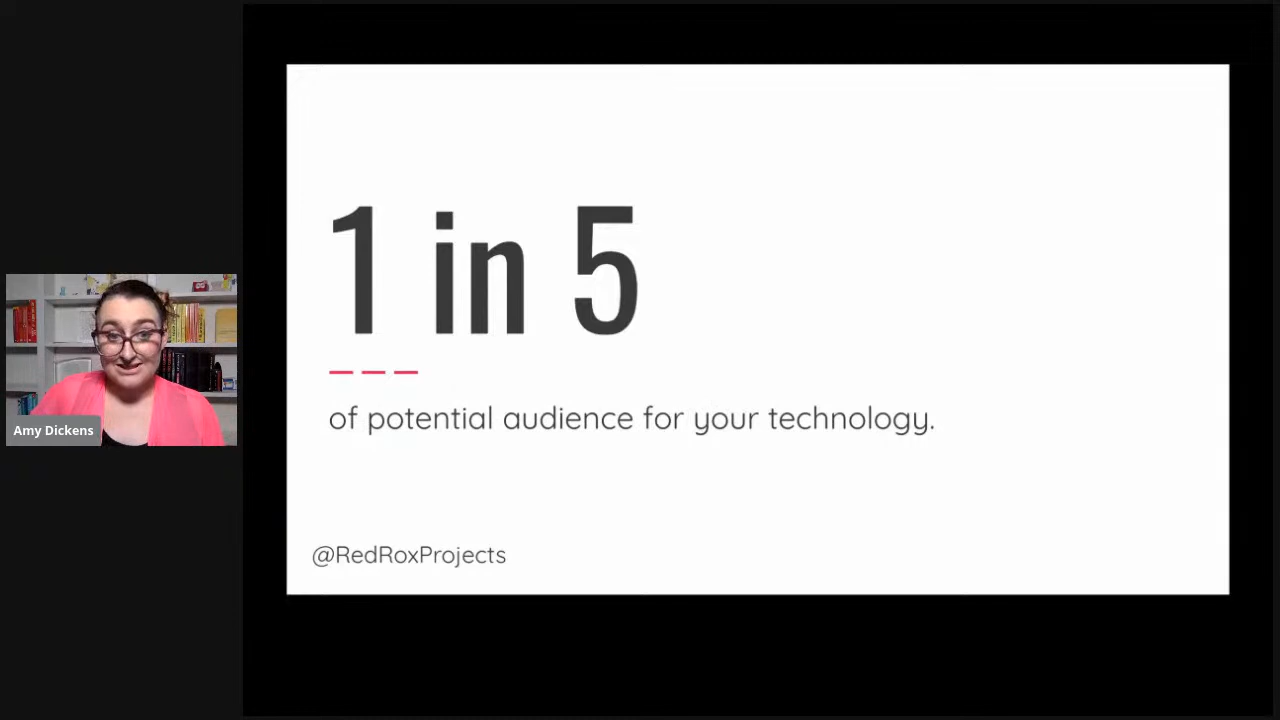 1 in 5
of potential audience for your technology.
Amy Dickens
@RedRoxProjects